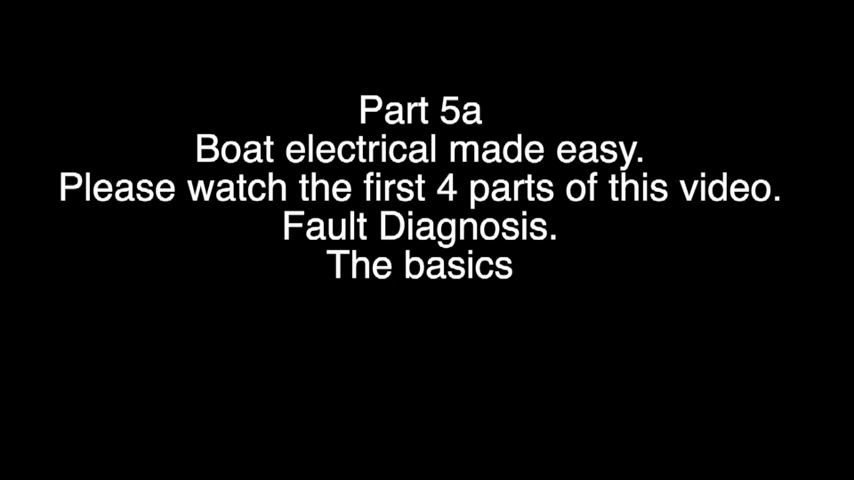 Part 5a
Boat electrical made easy.
Please watch the first 4 parts of this video.
Fault Diagnosis.
The basics